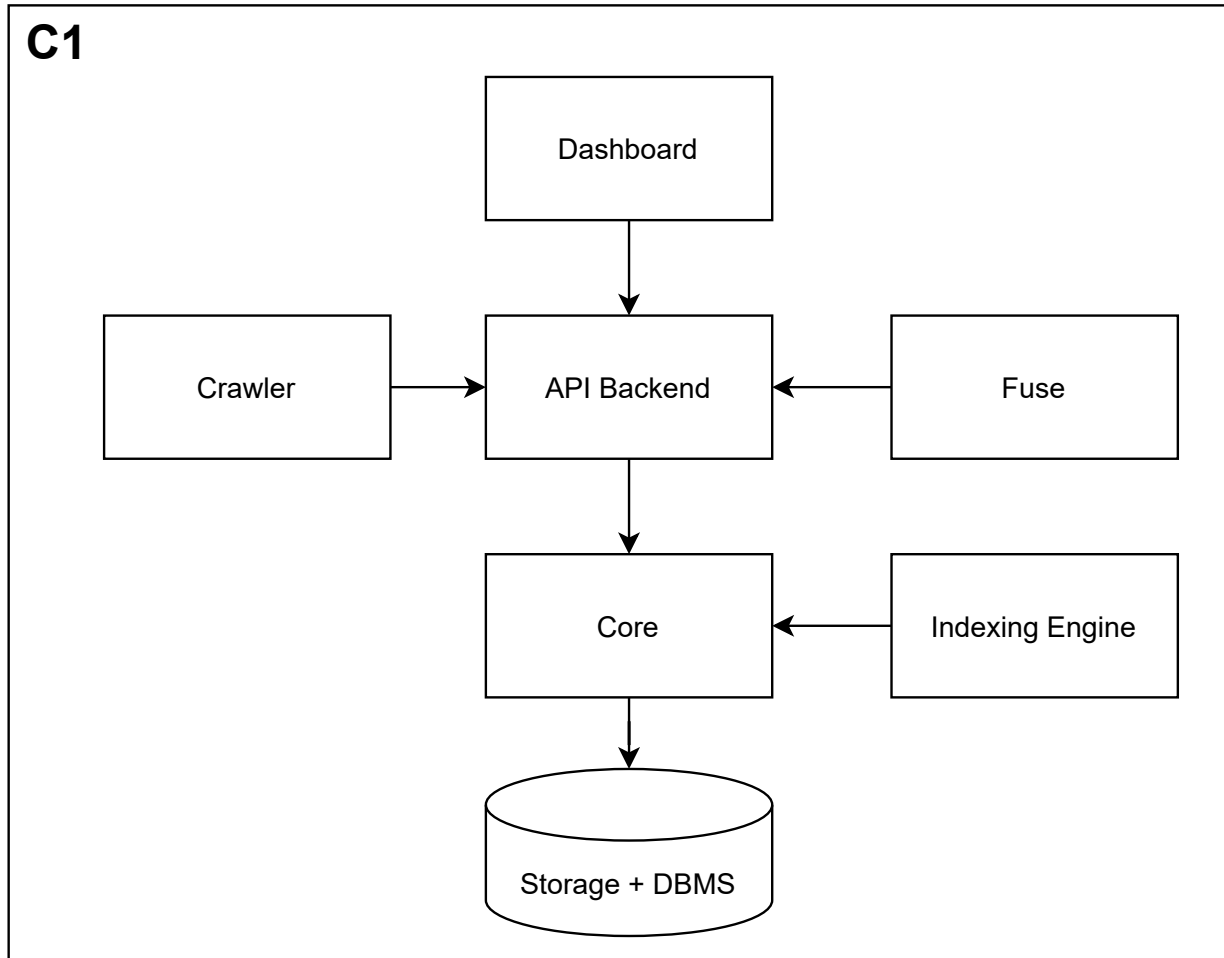 C1
Dashboard
Crawler
API Backend
Fuse
Core
Indexing Engine
Storage + DBMS